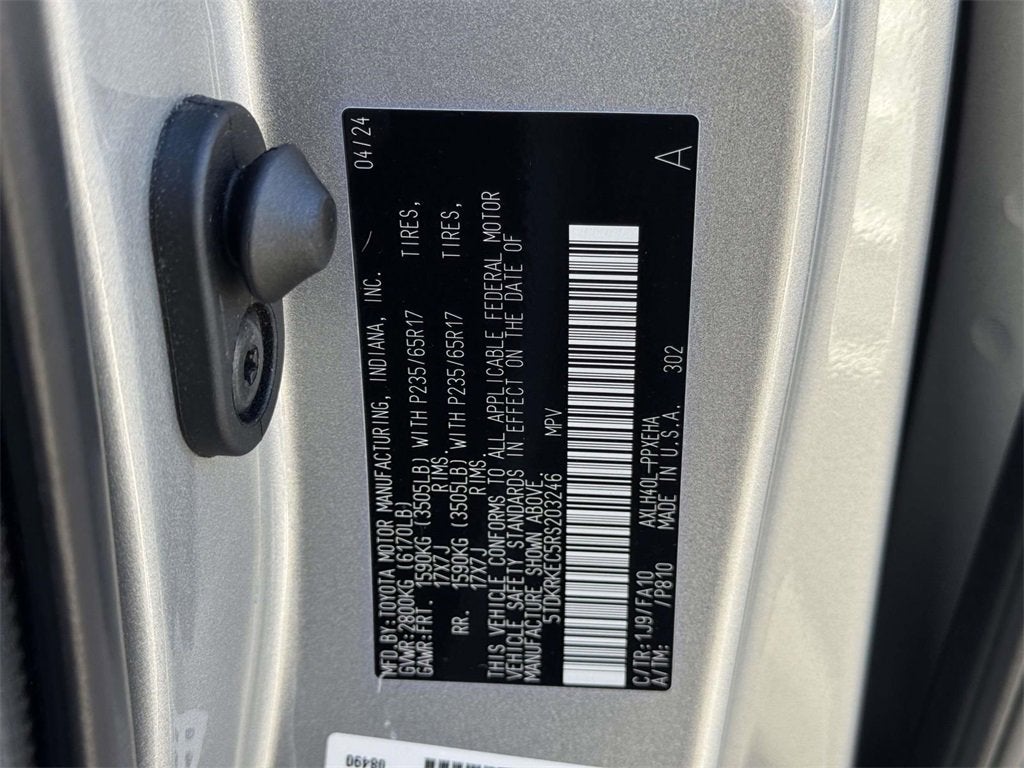 MFD.BY:TOYOTA MOTOR MANUFACTURING, INDIANA, INC. 04/24
GVWR:2800KG (6170LB)
GAWR:FRT. 1590KG (3505LB) WITH P235/65R17 TIRES,
17X7J RIMS.
RR. 1590KG (3505LB) WITH P235/65R17 TIRES,
17X7J RIMS.
THIS VEHICLE CONFORMS TO ALL APPLICABLE FEDERAL MOTOR
VEHICLE SAFETY STANDARDS IN EFFECT ON THE DATE OF
MANUFACTURE SHOWN ABOVE.
5TDKRKEC5RS203246 MPV
C/TR:1J9/FA10 AXLH40L-PPXEHA 302
A/TM: /P810 MADE IN U.S.A. A
08490